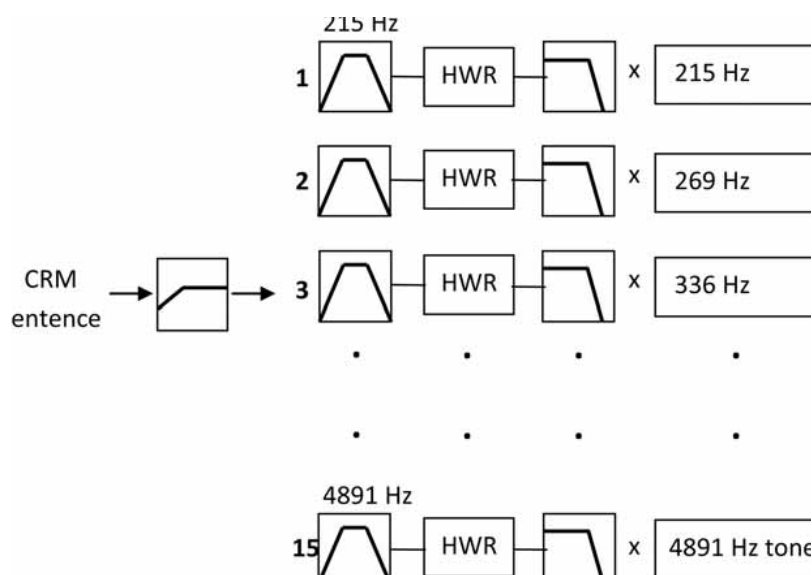 215 Hz
1 HWR x 215 Hz
2 HWR x 269 Hz
CRM
entence
3 HWR x 336 Hz
4891 Hz
15 HWR x 4891 Hz tone